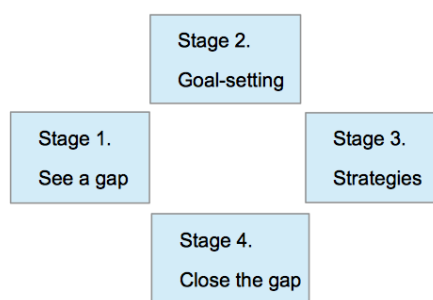 Stage 1.
See a gap
Stage 2.
Goal-setting
Stage 3.
Strategies
Stage 4.
Close the gap